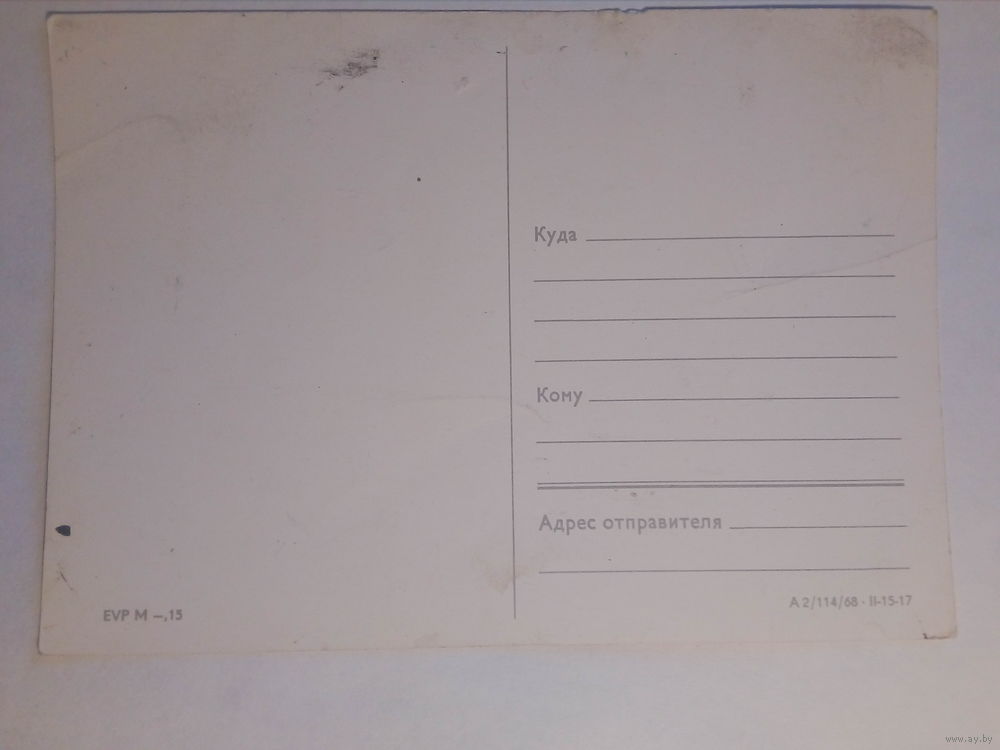 Куда
Кому
Адрес отправителя
EVP M —,15
A 2/114/68 · II-15-17
www.ay.by